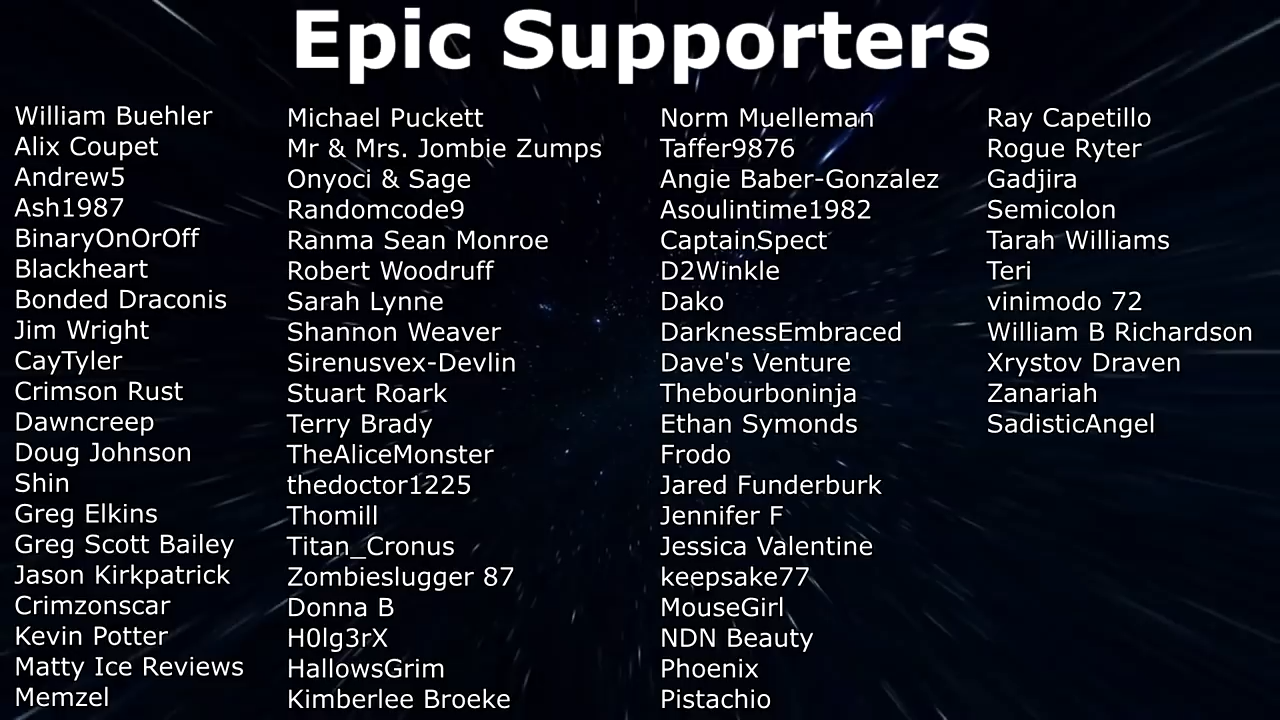 Epic Supporters
William Buehler
Alix Coupet
Andrew5
Ash1987
BinaryOnOrOff
Blackheart
Bonded Draconis
Jim Wright
CayTyler
Crimson Rust
Dawncreep
Doug Johnson
Shin
Greg Elkins
Greg Scott Bailey
Jason Kirkpatrick
Crimzonscar
Kevin Potter
Matty Ice Reviews
Memzel
Michael Puckett
Mr & Mrs. Jombie Zumps
Onyoci & Sage
Randomcode9
Ranma Sean Monroe
Robert Woodruff
Sarah Lynne
Shannon Weaver
Sirenusvex-Devlin
Stuart Roark
Terry Brady
TheAliceMonster
thedoctor1225
Thomill
Titan_Cronus
Zombieslugger 87
Donna B
H0lg3rX
HallowsGrim
Kimberlee Broeke
Norm Muelleman
Taffer9876
Angie Baber-Gonzalez
Asoulintime1982
CaptainSpect
D2Winkle
Dako
DarknessEmbraced
Dave's Venture
Thebourboninja
Ethan Symonds
Frodo
Jared Funderburk
Jennifer F
Jessica Valentine
keepsake77
MouseGirl
NDN Beauty
Phoenix
Pistachio
Ray Capetillo
Rogue Ryter
Gadjira
Semicolon
Tarah Williams
Teri
vinimodo 72
William B Richardson
Xrystov Draven
Zanariah
SadisticAngel